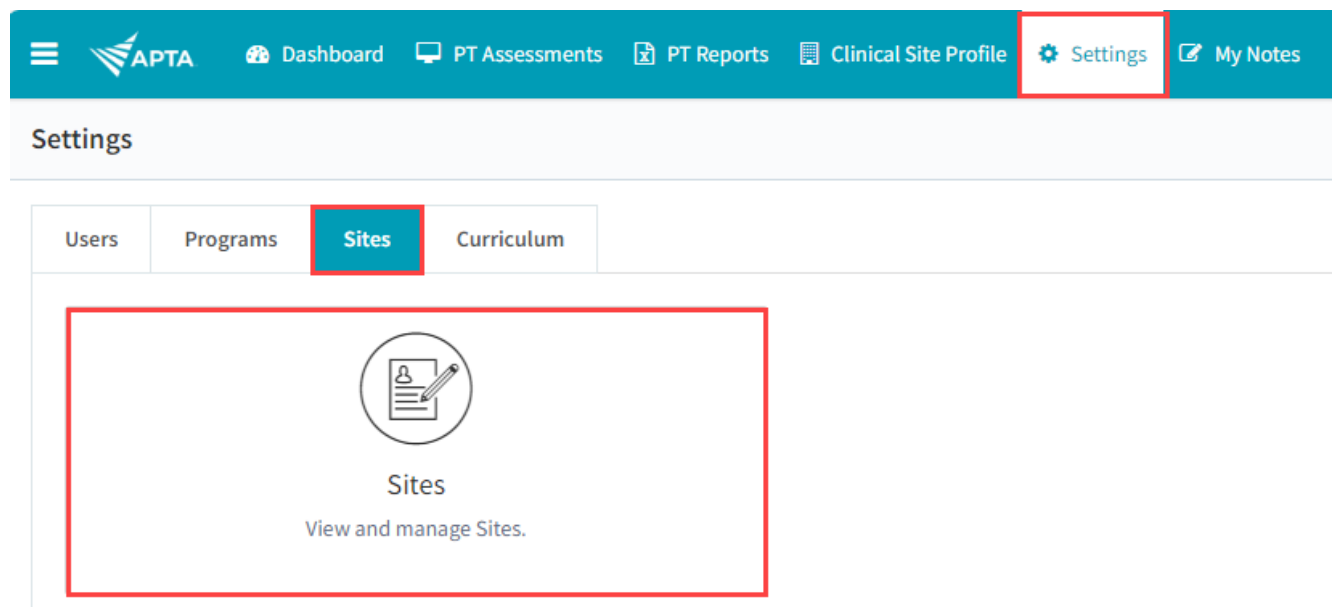 APTA Dashboard PT Assessments PT Reports Clinical Site Profile Settings My Notes
Settings
Users Programs Sites Curriculum
Sites
View and manage Sites.